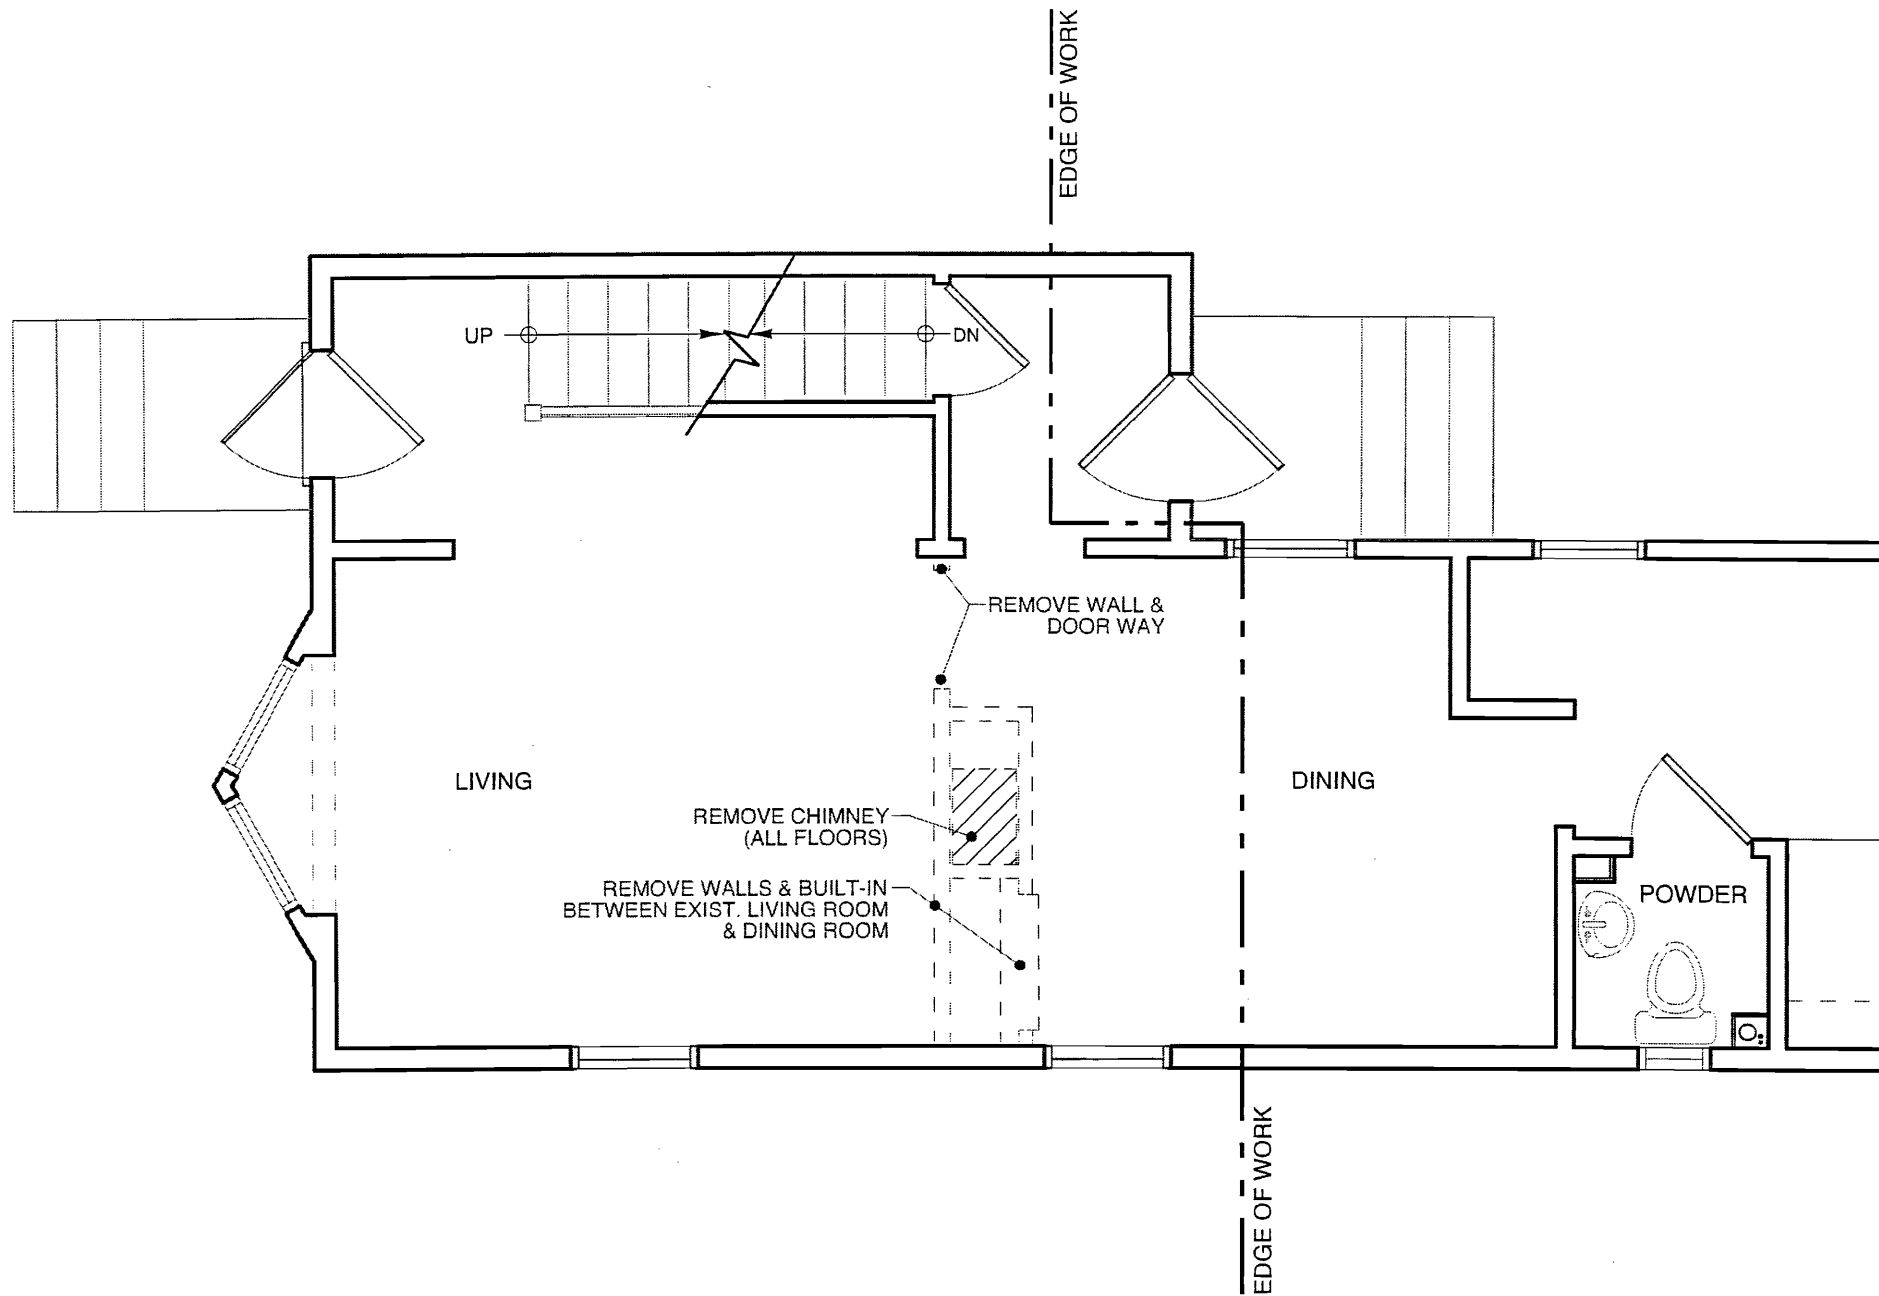 EDGE OF WORK
UP
DN
REMOVE WALL &
DOOR WAY
LIVING
DINING
REMOVE CHIMNEY
(ALL FLOORS)
REMOVE WALLS & BUILT-IN
BETWEEN EXIST. LIVING ROOM
& DINING ROOM
POWDER
EDGE OF WORK